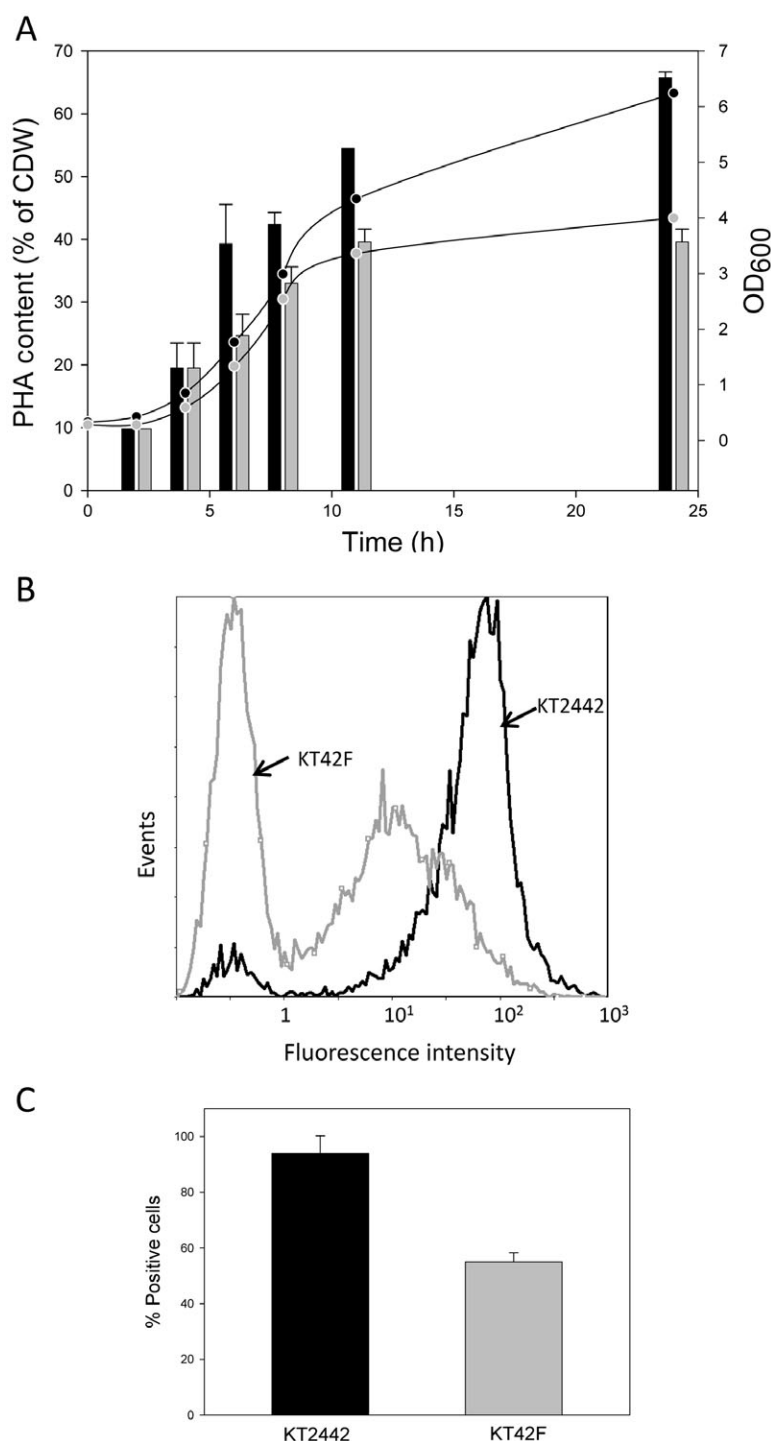 A
70
60
50
40
30
20
10
0
PHA content (% of CDW)
7
6
5
4
3
2
1
0
OD600
0 5 10 15 20 25
Time (h)
B
KT42F
KT2442
Events
1 10¹ 10² 10³
Fluorescence intensity
C
100
80
60
40
20
0
% Positive cells
KT2442 KT42F